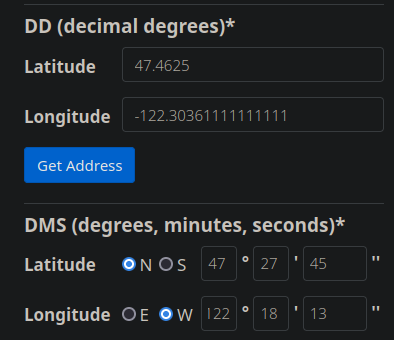 DD (decimal degrees)*
Latitude 47.4625
Longitude -122.30361111111111
Get Address
DMS (degrees, minutes, seconds)*
Latitude N S 47 ° 27 ' 45 ''
Longitude E W 122 ° 18 ' 13 ''